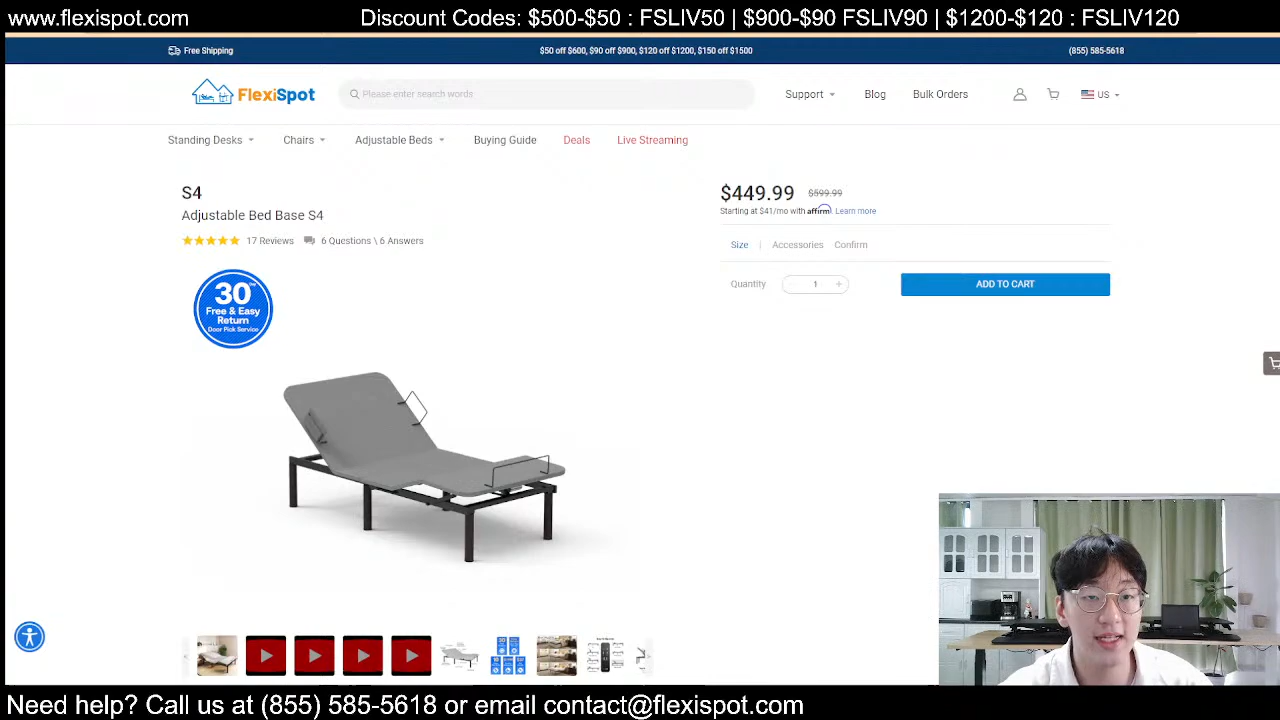 www.flexispot.com
Discount Codes: $500-$50 : FSLIV50 | $900-$90 FSLIV90 | $1200-$120 : FSLIV120
Free Shipping
$50 off $600, $90 off $900, $120 off $1200, $150 off $1500
(855) 585-5618
FlexiSpot
Please enter search words
Support
Blog
Bulk Orders
US
Standing Desks
Chairs
Adjustable Beds
Buying Guide
Deals
Live Streaming
S4
Adjustable Bed Base S4
17 Reviews
6 Questions \ 6 Answers
$449.99 $599.99
Starting at $41/mo with affirm. Learn more
Size | Accessories Confirm
Quantity
1
ADD TO CART
30
Free & Easy
Return
Door Pick Service
Need help? Call us at (855) 585-5618 or email contact@flexispot.com